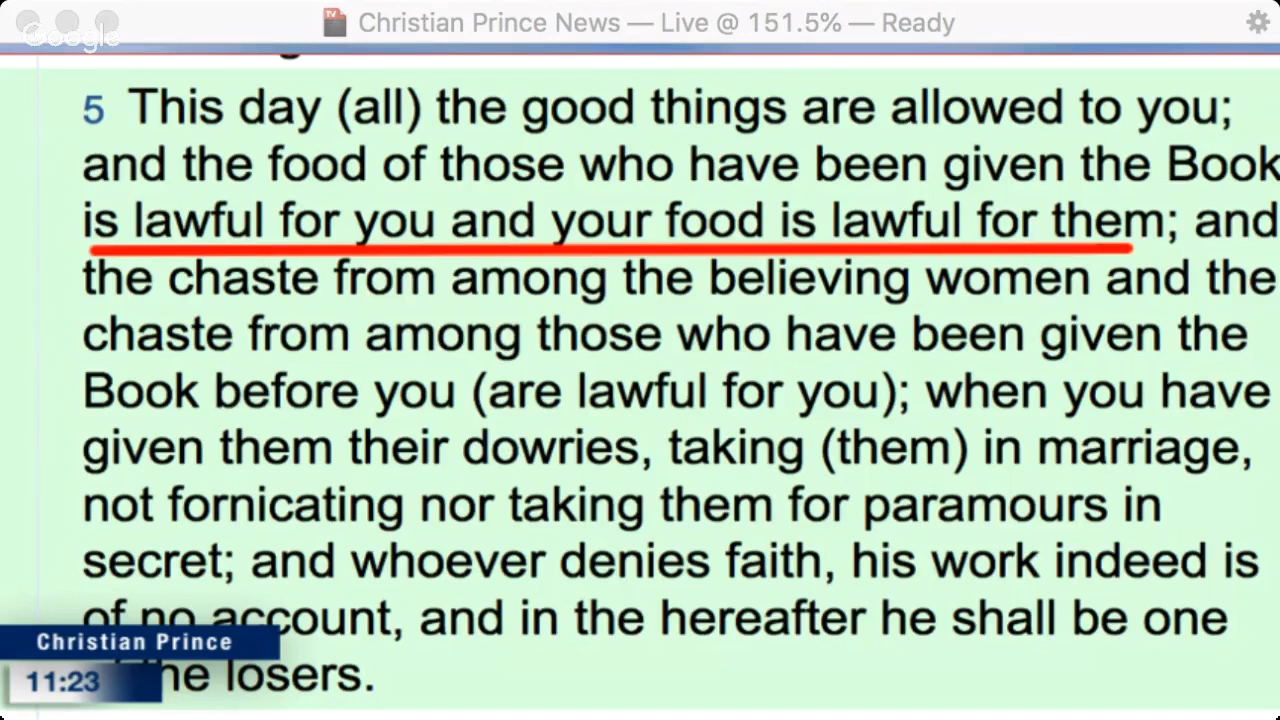 Christian Prince News — Live @ 151.5% — Ready
Google
5 This day (all) the good things are allowed to you;
and the food of those who have been given the Book
is lawful for you and your food is lawful for them; and
the chaste from among the believing women and the
chaste from among those who have been given the
Book before you (are lawful for you); when you have
given them their dowries, taking (them) in marriage,
not fornicating nor taking them for paramours in
secret; and whoever denies faith, his work indeed is
of no account, and in the hereafter he shall be one
losers.
Christian Prince
11:23